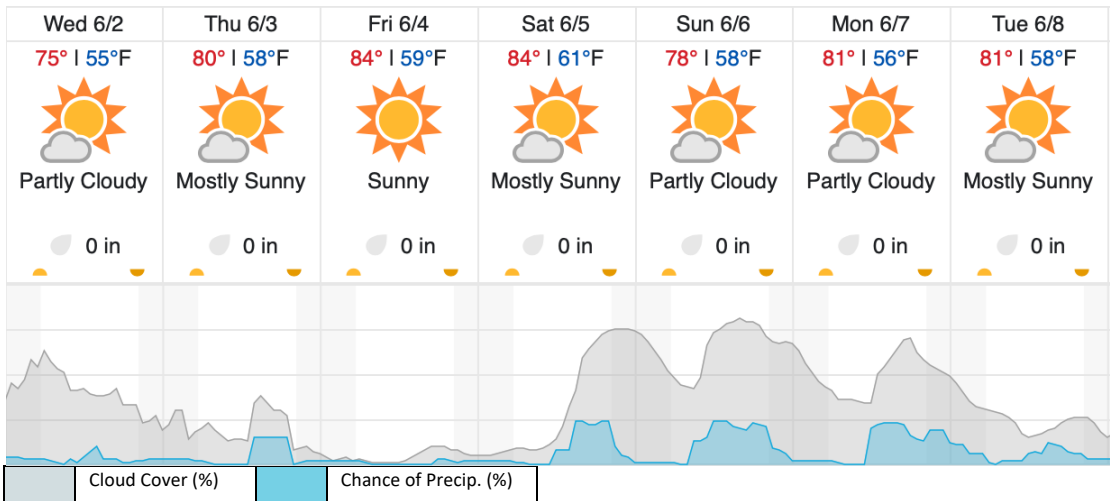 Wed 6/2 Thu 6/3 Fri 6/4 Sat 6/5 Sun 6/6 Mon 6/7 Tue 6/8
75° | 55°F 80° | 58°F 84° | 59°F 84° | 61°F 78° | 58°F 81° | 56°F 81° | 58°F
Partly Cloudy Mostly Sunny Sunny Mostly Sunny Partly Cloudy Partly Cloudy Mostly Sunny
0 in 0 in 0 in 0 in 0 in 0 in 0 in
Cloud Cover (%) Chance of Precip. (%)